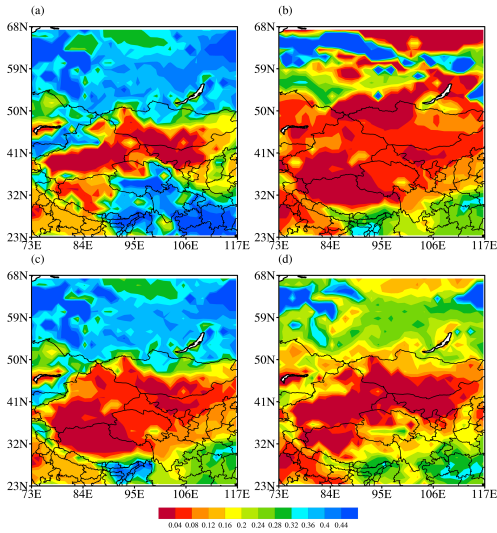 (a) (b)
68N 68N
59N 59N
50N 50N
41N 41N
32N 32N
23N 23N
73E 84E 95E 106E 117E 73E 84E 95E 106E 117E
(c) (d)
68N 68N
59N 59N
50N 50N
41N 41N
32N 32N
23N 23N
73E 84E 95E 106E 117E 73E 84E 95E 106E 117E
0.04 0.08 0.12 0.16 0.2 0.24 0.28 0.32 0.36 0.4 0.44